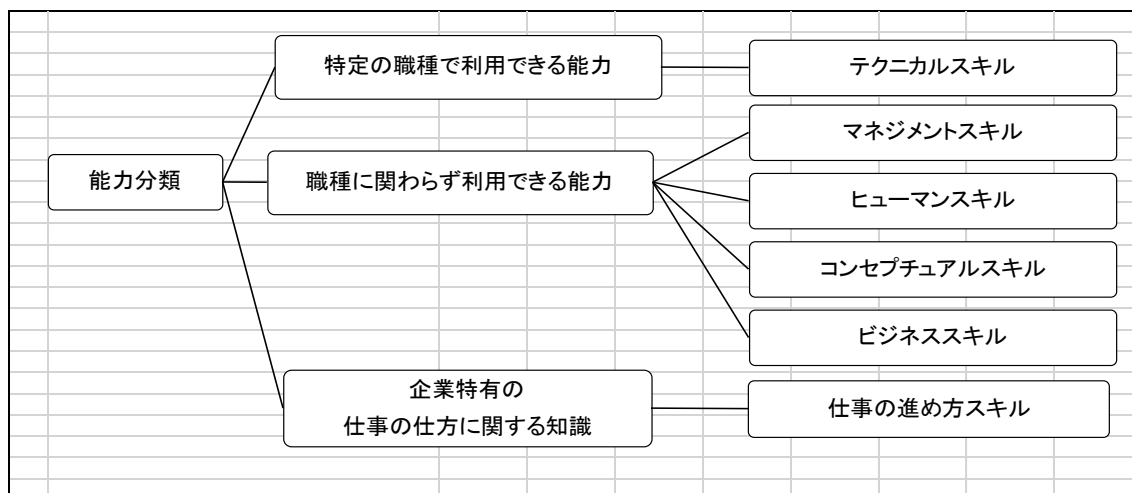 特定の職種で利用できる能力
テクニカルスキル
マネジメントスキル
能力分類
職種に関わらず利用できる能力
ヒューマンスキル
コンセプチュアルスキル
ビジネススキル
企業特有の
仕事の仕方に関する知識
仕事の進め方スキル